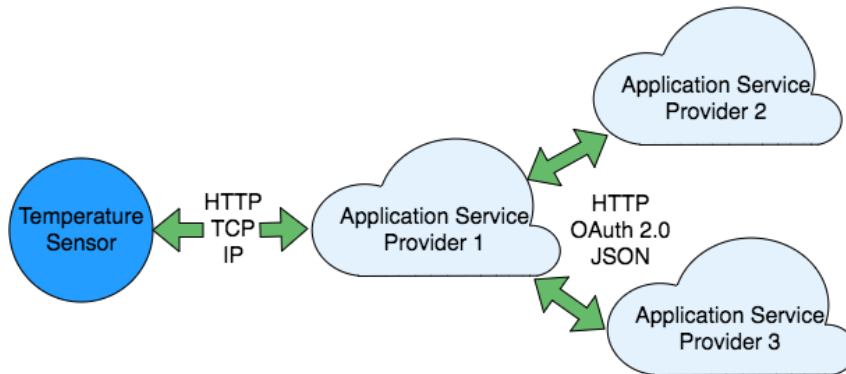 Temperature
Sensor
HTTP
TCP
IP
Application Service
Provider 1
Application Service
Provider 2
HTTP
OAuth 2.0
JSON
Application Service
Provider 3